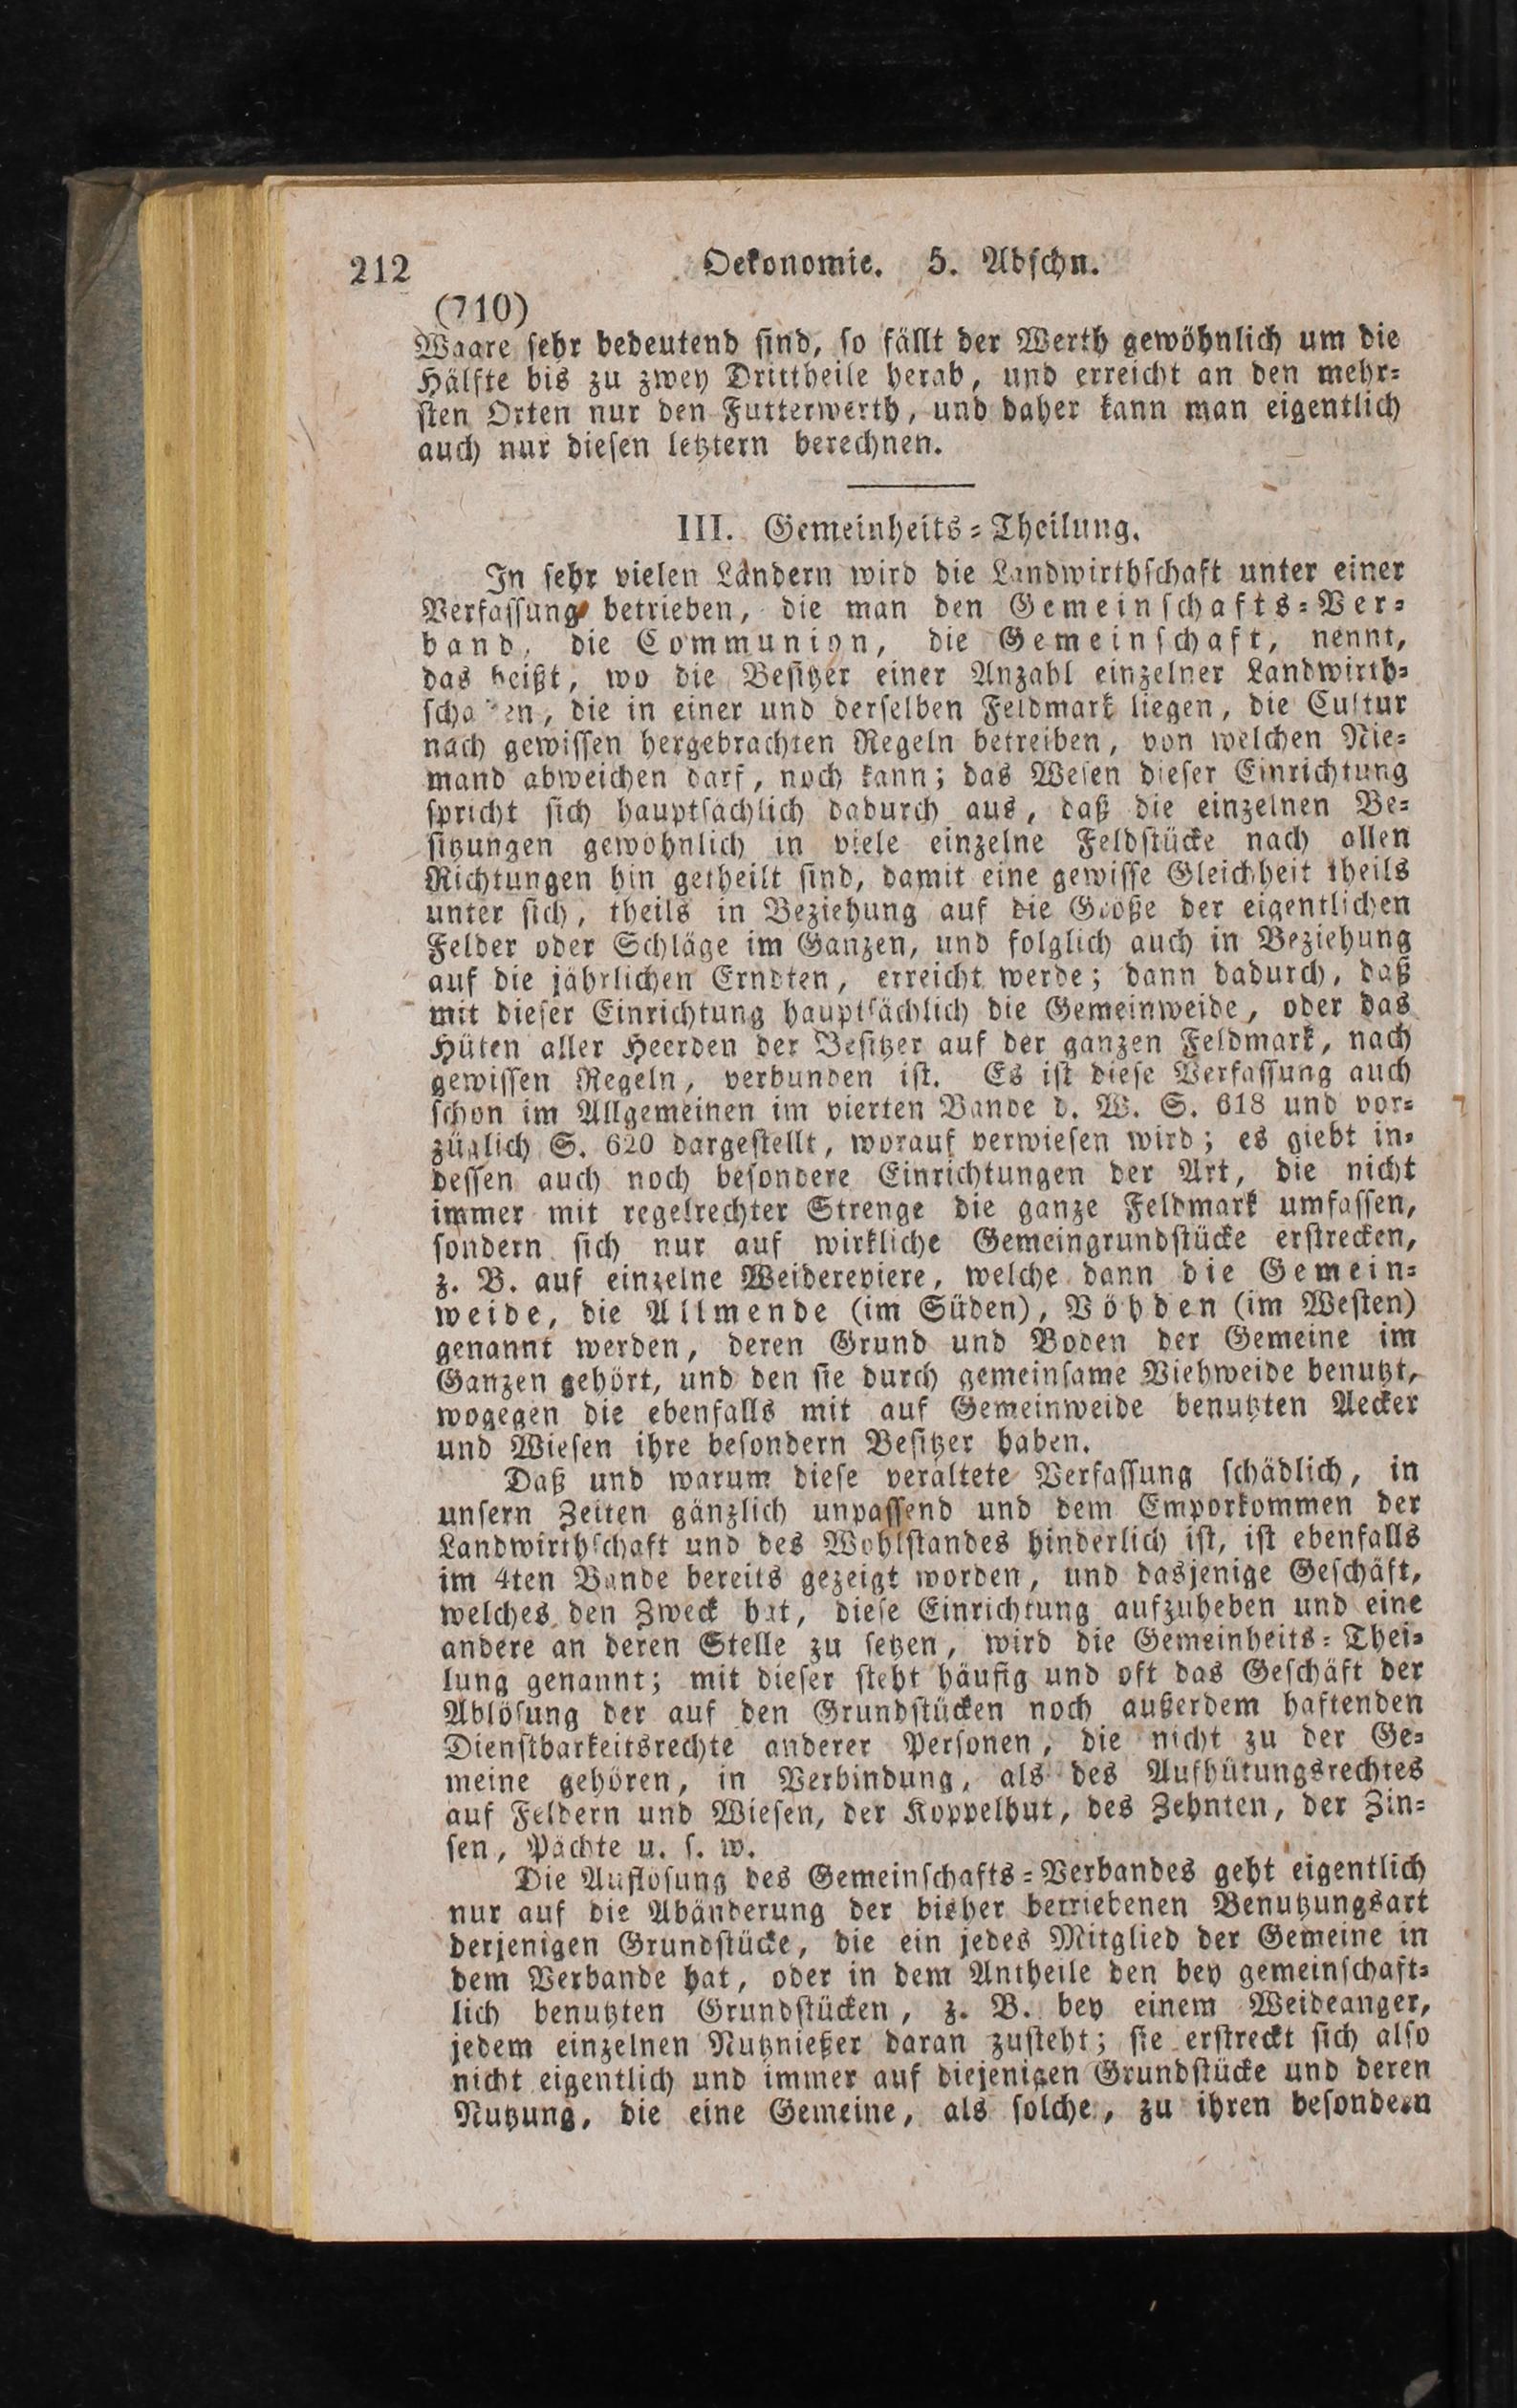 212
Oekonomie. 5. Abschn.
(710)
Waare sehr bedeutend sind, so fällt der Werth gewöhnlich um die
Hälfte bis zu zwey Drittheile herab, und erreicht an den mehr-
sten Orten nur den Futterwerth, und daher kann man eigentlich
auch nur diesen letztern berechnen.
III. Gemeinheits-Theilung.
In sehr vielen Ländern wird die Landwirthschaft unter einer
Verfassung betrieben, die man den Gemeinschafts-Ver-
band, die Communion, die Gemeinschaft, nennt,
das heißt, wo die Besitzer einer Anzahl einzelner Landwirth-
schaften, die in einer und derselben Feldmark liegen, die Cultur
nach gewissen hergebrachten Regeln betreiben, von welchen Nie-
mand abweichen darf, noch kann; das Wesen dieser Einrichtung
spricht sich hauptsächlich dadurch aus, daß die einzelnen Be-
sitzungen gewöhnlich in viele einzelne Feldstücke nach allen
Richtungen hin getheilt sind, damit eine gewisse Gleichheit theils
unter sich, theils in Beziehung auf die Größe der eigentlichen
Felder oder Schläge im Ganzen, und folglich auch in Beziehung
auf die jährlichen Erndten, erreicht werde; dann dadurch, daß
mit dieser Einrichtung hauptsächlich die Gemeinweide, oder das
Hüten aller Heerden der Besitzer auf der ganzen Feldmark, nach
gewissen Regeln, verbunden ist. Es ist diese Verfassung auch
schon im Allgemeinen im vierten Bande d. W. S. 618 und vor-
züglich S. 620 dargestellt, worauf verwiesen wird; es giebt in-
dessen auch noch besondere Einrichtungen der Art, die nicht
immer mit regelrechter Strenge die ganze Feldmark umfassen,
sondern sich nur auf wirkliche Gemeingrundstücke erstrecken,
z. B. auf einzelne Weidereviere, welche dann die Gemein-
weide, die Allmende (im Süden), Vöhden (im Westen)
genannt werden, deren Grund und Boden der Gemeine im
Ganzen gehört, und den sie durch gemeinsame Viehweide benutzt,
wogegen die ebenfalls mit auf Gemeinweide benutzten Aecker
und Wiesen ihre besondern Besitzer haben.
Daß und warum diese veraltete Verfassung schädlich, in
unsern Zeiten gänzlich unpassend und dem Emporkommen der
Landwirthschaft und des Wohlstandes hinderlich ist, ist ebenfalls
im 4ten Bande bereits gezeigt worden, und dasjenige Geschäft,
welches den Zweck hat, diese Einrichtung aufzuheben und eine
andere an deren Stelle zu setzen, wird die Gemeinheits-Thei-
lung genannt; mit dieser steht häufig und oft das Geschäft der
Ablösung der auf den Grundstücken noch außerdem haftenden
Dienstbarkeitsrechte anderer Personen, die nicht zu der Ge-
meine gehören, in Verbindung, als des Aufhütungsrechtes
auf Feldern und Wiesen, der Koppelhut, des Zehnten, der Zin-
sen, Pächte u. s. w.
Die Auflösung des Gemeinschafts-Verbandes geht eigentlich
nur auf die Abänderung der bisher betriebenen Benutzungsart
derjenigen Grundstücke, die ein jedes Mitglied der Gemeine in
dem Verbande hat, oder in dem Antheile den bey gemeinschaft-
lich benutzten Grundstücken, z. B. bey einem Weideanger,
jedem einzelnen Nutznießer daran zusteht; sie erstreckt sich also
nicht eigentlich und immer auf diejenigen Grundstücke und deren
Nutzung, die eine Gemeine, als solche, zu ihren besondern